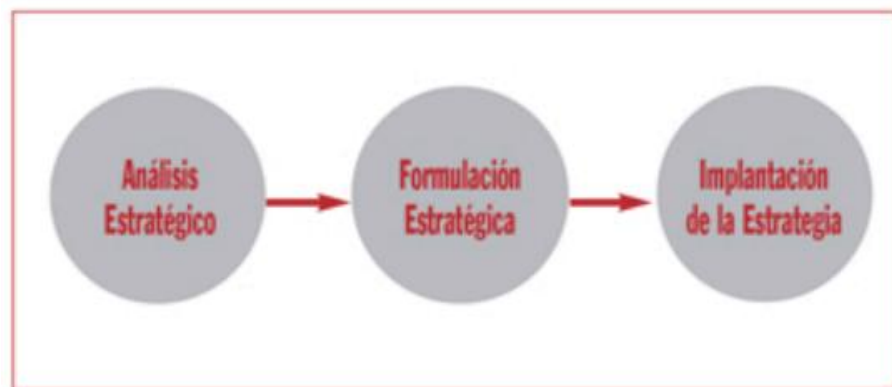 Análisis
Estratégico
Formulación
Estratégica
Implantación
de la Estrategia